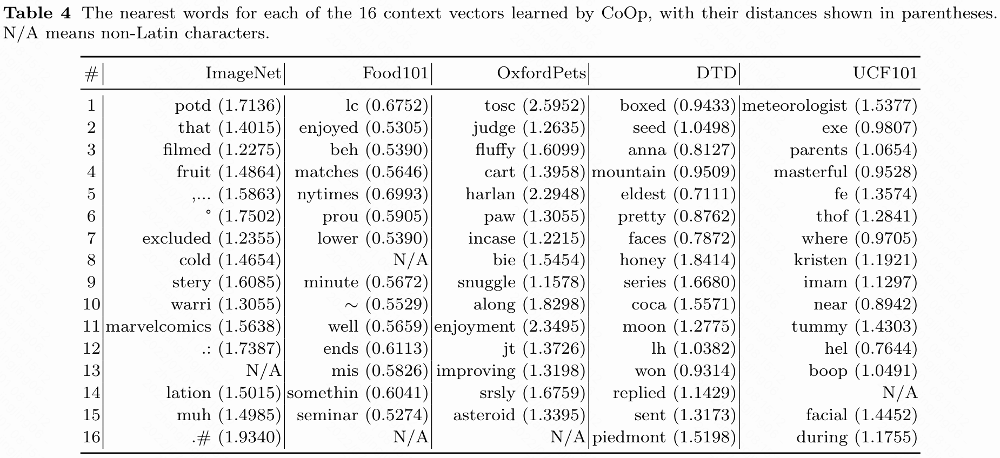 Table 4 The nearest words for each of the 16 context vectors learned by CoOp, with their distances shown in parentheses.
N/A means non-Latin characters.
# ImageNet Food101 OxfordPets DTD UCF101
1 potd (1.7136) lc (0.6752) tosc (2.5952) boxed (0.9433) meteorologist (1.5377)
2 that (1.4015) enjoyed (0.5305) judge (1.2635) seed (1.0498) exe (0.9807)
3 filmed (1.2275) beh (0.5390) fluffy (1.6099) anna (0.8127) parents (1.0654)
4 fruit (1.4864) matches (0.5646) cart (1.3958) mountain (0.9509) masterful (0.9528)
5 ,... (1.5863) nytimes (0.6993) harlan (2.2948) eldest (0.7111) fe (1.3574)
6 ° (1.7502) prou (0.5905) paw (1.3055) pretty (0.8762) thof (1.2841)
7 excluded (1.2355) lower (0.5390) incase (1.2215) faces (0.7872) where (0.9705)
8 cold (1.4654) N/A bie (1.5454) honey (1.8414) kristen (1.1921)
9 stery (1.6085) minute (0.5672) snuggle (1.1578) series (1.6680) imam (1.1297)
10 warri (1.3055) ~ (0.5529) along (1.8298) coca (1.5571) near (0.8942)
11 marvelcomics (1.5638) well (0.5659) enjoyment (2.3495) moon (1.2775) tummy (1.4303)
12 .: (1.7387) ends (0.6113) jt (1.3726) lh (1.0382) hel (0.7644)
13 N/A mis (0.5826) improving (1.3198) won (0.9314) boop (1.0491)
14 lation (1.5015) somethin (0.6041) srsly (1.6759) replied (1.1429) N/A
15 muh (1.4985) seminar (0.5274) asteroid (1.3395) sent (1.3173) facial (1.4452)
16 .# (1.9340) N/A N/A piedmont (1.5198) during (1.1755)